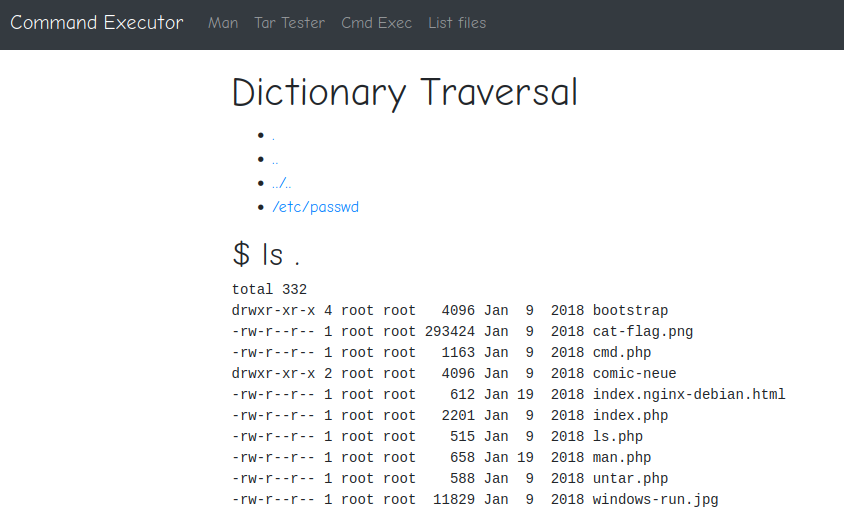 Command Executor Man Tar Tester Cmd Exec List files
Dictionary Traversal
.
..
../..
/etc/passwd
$ ls .
total 332
drwxr-xr-x 4 root root   4096 Jan  9  2018 bootstrap
-rw-r--r-- 1 root root 293424 Jan  9  2018 cat-flag.png
-rw-r--r-- 1 root root   1163 Jan  9  2018 cmd.php
drwxr-xr-x 2 root root   4096 Jan  9  2018 comic-neue
-rw-r--r-- 1 root root    612 Jan 19  2018 index.nginx-debian.html
-rw-r--r-- 1 root root   2201 Jan  9  2018 index.php
-rw-r--r-- 1 root root    515 Jan  9  2018 ls.php
-rw-r--r-- 1 root root    658 Jan 19  2018 man.php
-rw-r--r-- 1 root root    588 Jan  9  2018 untar.php
-rw-r--r-- 1 root root  11829 Jan  9  2018 windows-run.jpg